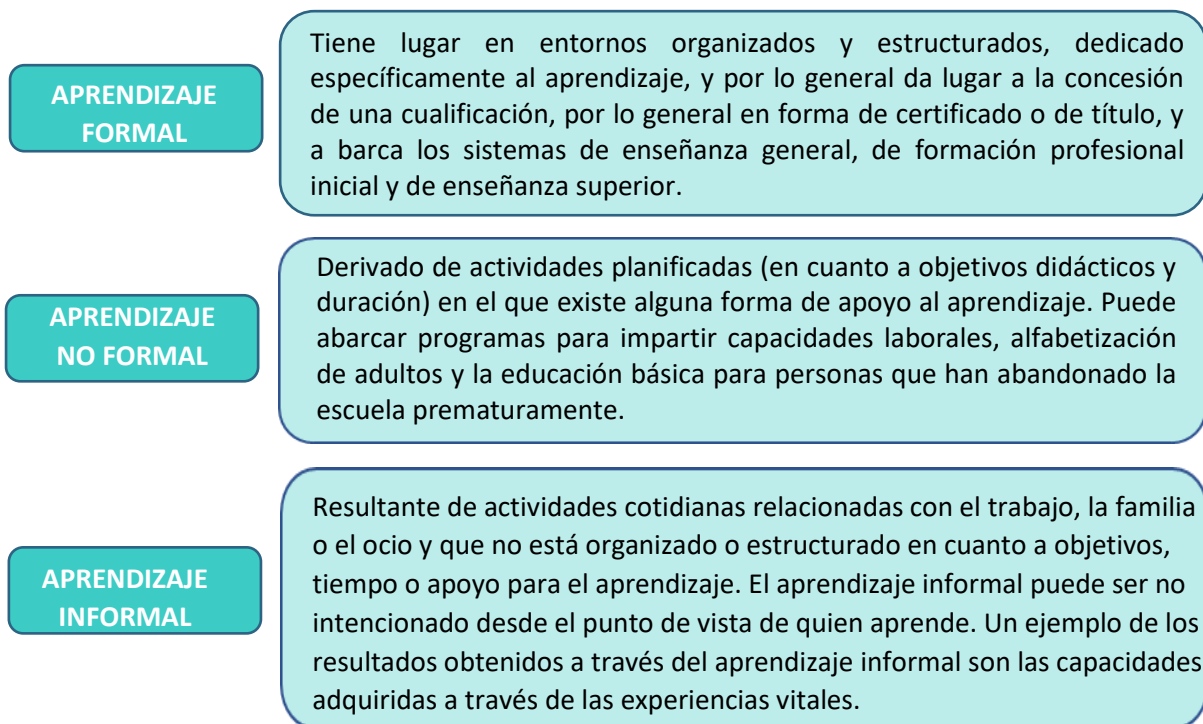 APRENDIZAJE
FORMAL
Tiene lugar en entornos organizados y estructurados, dedicado
específicamente al aprendizaje, y por lo general da lugar a la concesión
de una cualificación, por lo general en forma de certificado o de título, y
a barca los sistemas de enseñanza general, de formación profesional
inicial y de enseñanza superior.
APRENDIZAJE
NO FORMAL
Derivado de actividades planificadas (en cuanto a objetivos didácticos y
duración) en el que existe alguna forma de apoyo al aprendizaje. Puede
abarcar programas para impartir capacidades laborales, alfabetización
de adultos y la educación básica para personas que han abandonado la
escuela prematuramente.
APRENDIZAJE
INFORMAL
Resultante de actividades cotidianas relacionadas con el trabajo, la familia
o el ocio y que no está organizado o estructurado en cuanto a objetivos,
tiempo o apoyo para el aprendizaje. El aprendizaje informal puede ser no
intencionado desde el punto de vista de quien aprende. Un ejemplo de los
resultados obtenidos a través del aprendizaje informal son las capacidades
adquiridas a través de las experiencias vitales.